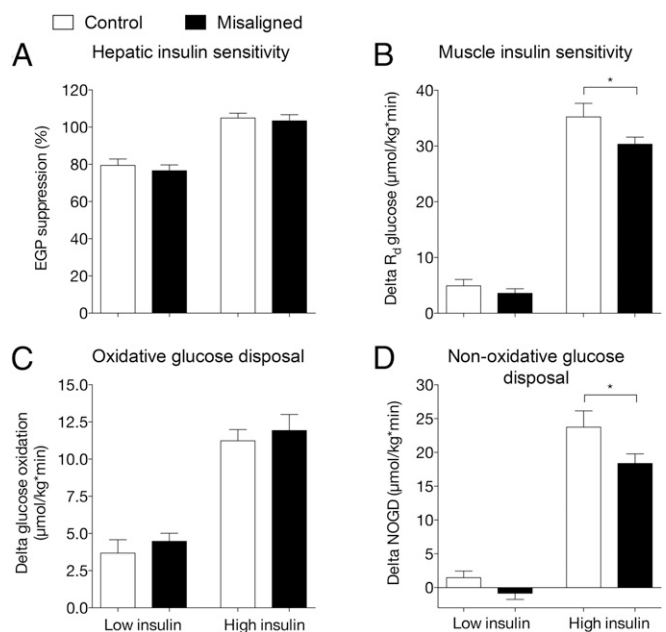 Control Misaligned
A Hepatic insulin sensitivity
EGP suppression (%)
120
100
80
60
40
20
0
B Muscle insulin sensitivity
Delta Rd glucose (µmol/kg*min)
40
30
20
10
0
*
C Oxidative glucose disposal
Delta glucose oxidation
(µmol/kg*min)
15.0
12.5
10.0
7.5
5.0
2.5
0.0
Low insulin High insulin
D Non-oxidative glucose
disposal
Delta NOGD (µmol/kg*min)
30
25
20
15
10
5
0
-5
*
Low insulin High insulin